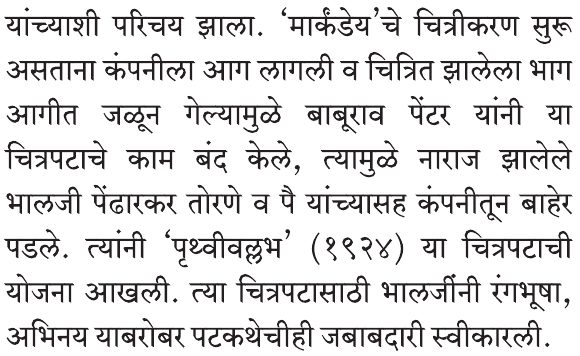 यांच्याशी परिचय झाला. ‘मार्कंडेय’चे चित्रीकरण सुरू
असताना कंपनीला आग लागली व चित्रित झालेला भाग
आगीत जळून गेल्यामुळे बाबूराव पेंटर यांनी या
चित्रपटाचे काम बंद केले, त्यामुळे नाराज झालेले
भालजी पेंढारकर तोरणे व पै यांच्यासह कंपनीतून बाहेर
पडले. त्यांनी ‘पृथ्वीवल्लभ’ (१९२४) या चित्रपटाची
योजना आखली. त्या चित्रपटासाठी भालजींनी रंगभूषा,
अभिनय याबरोबर पटकथेचीही जबाबदारी स्वीकारली.